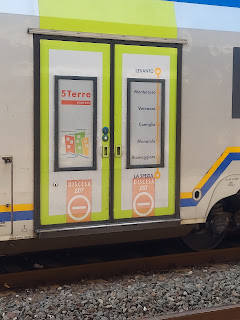 5Terre
LEVANTO
Monterosso
Vernazza
Corniglia
Manarola
Riomaggiore
LA SPEZIA
DISCESA
EXIT
DISCESA
EXIT